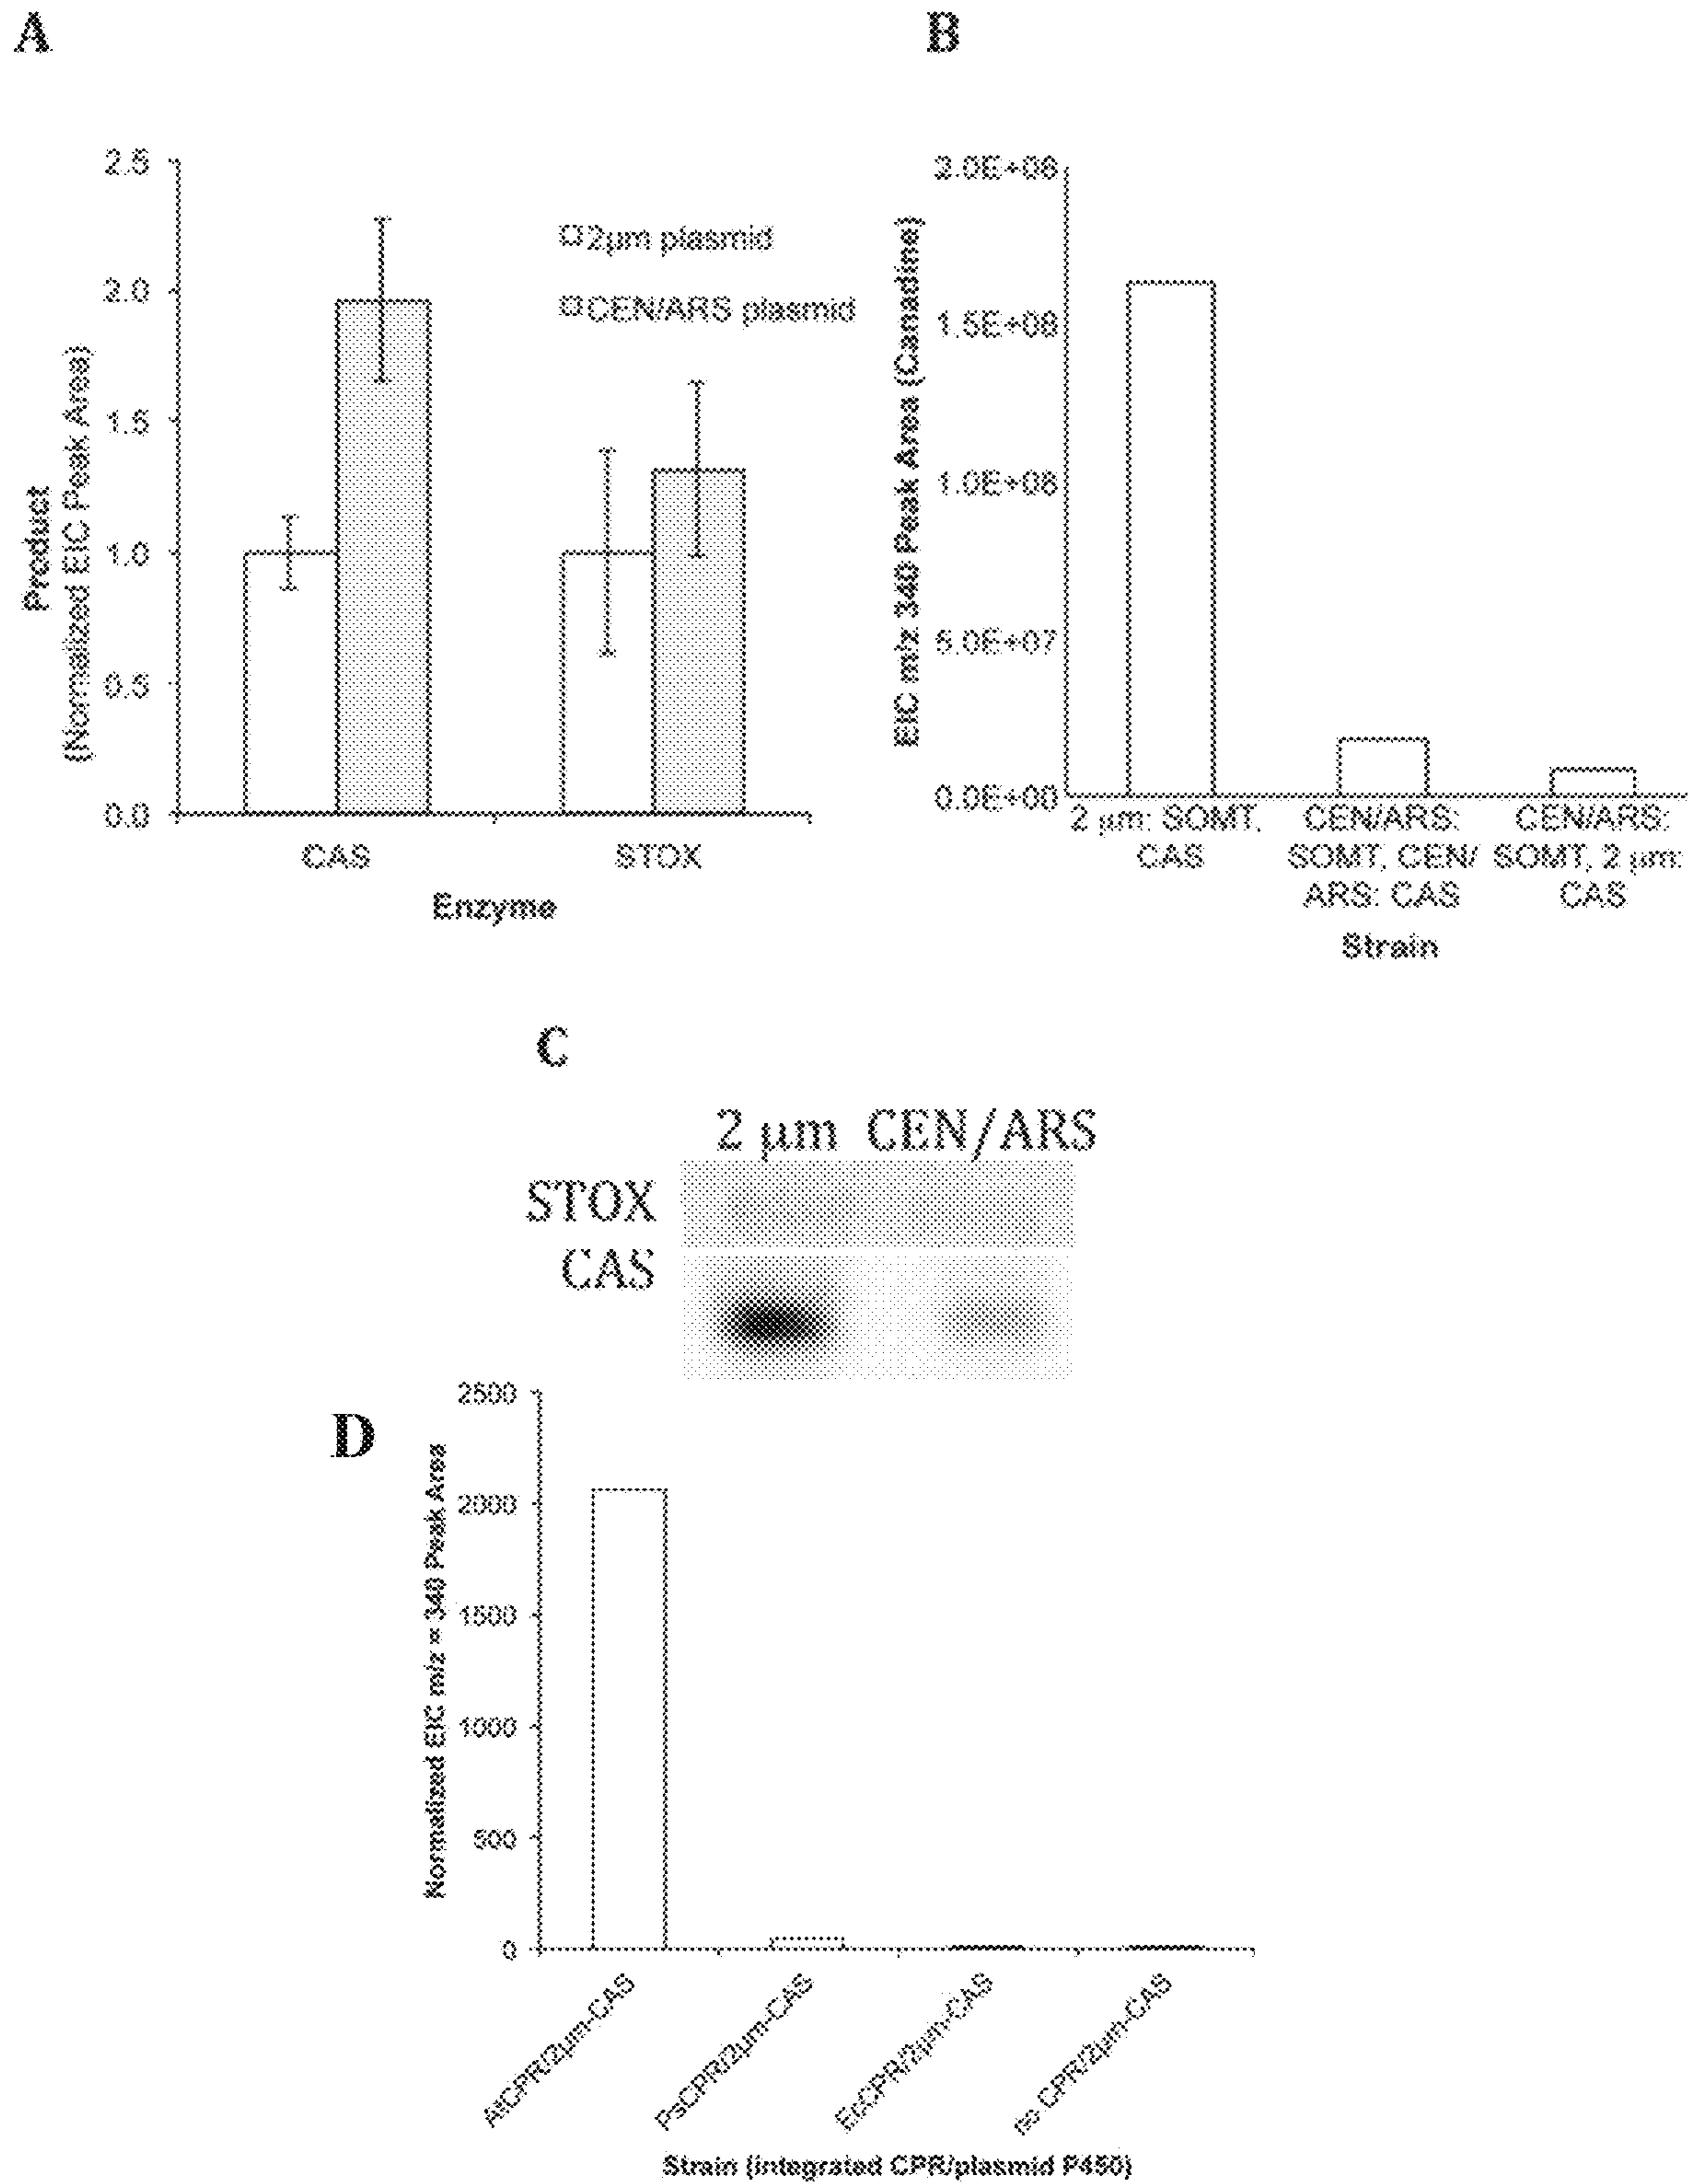 A
B
2.5
2.0
1.5
1.0
0.5
0.0
Product
(Normalized EIC Peak Area)
2µm plasmid
CEN/ARS plasmid
CAS
STOX
Enzyme
2.0E+08
1.5E+08
1.0E+08
5.0E+07
0.0E+00
EIC m/z 340 Peak Area (Canadine)
2 µm: SOMT,
CAS
CEN/ARS:
SOMT, CEN/
ARS: CAS
CEN/ARS:
SOMT, 2 µm:
CAS
Strain
C
2 µm CEN/ARS
STOX
CAS
D
2500
2000
1500
1000
500
0
Normalized EIC m/z = 340 Peak Area
AtCPR/2µm-CAS
PsCPR/2µm-CAS
EcCPR/2µm-CAS
no CPR/2µm-CAS
Strain (integrated CPR/plasmid P450)